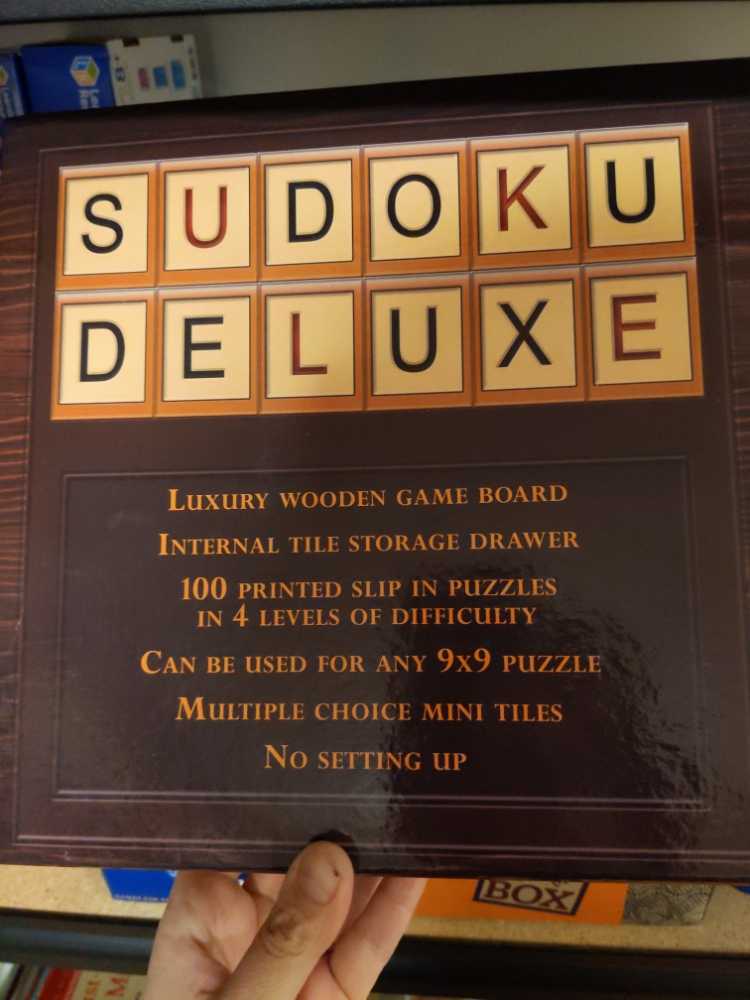 SUDOKU
DELUXE
LUXURY WOODEN GAME BOARD
INTERNAL TILE STORAGE DRAWER
100 PRINTED SLIP IN PUZZLES
IN 4 LEVELS OF DIFFICULTY
CAN BE USED FOR ANY 9X9 PUZZLE
MULTIPLE CHOICE MINI TILES
NO SETTING UP
BOX